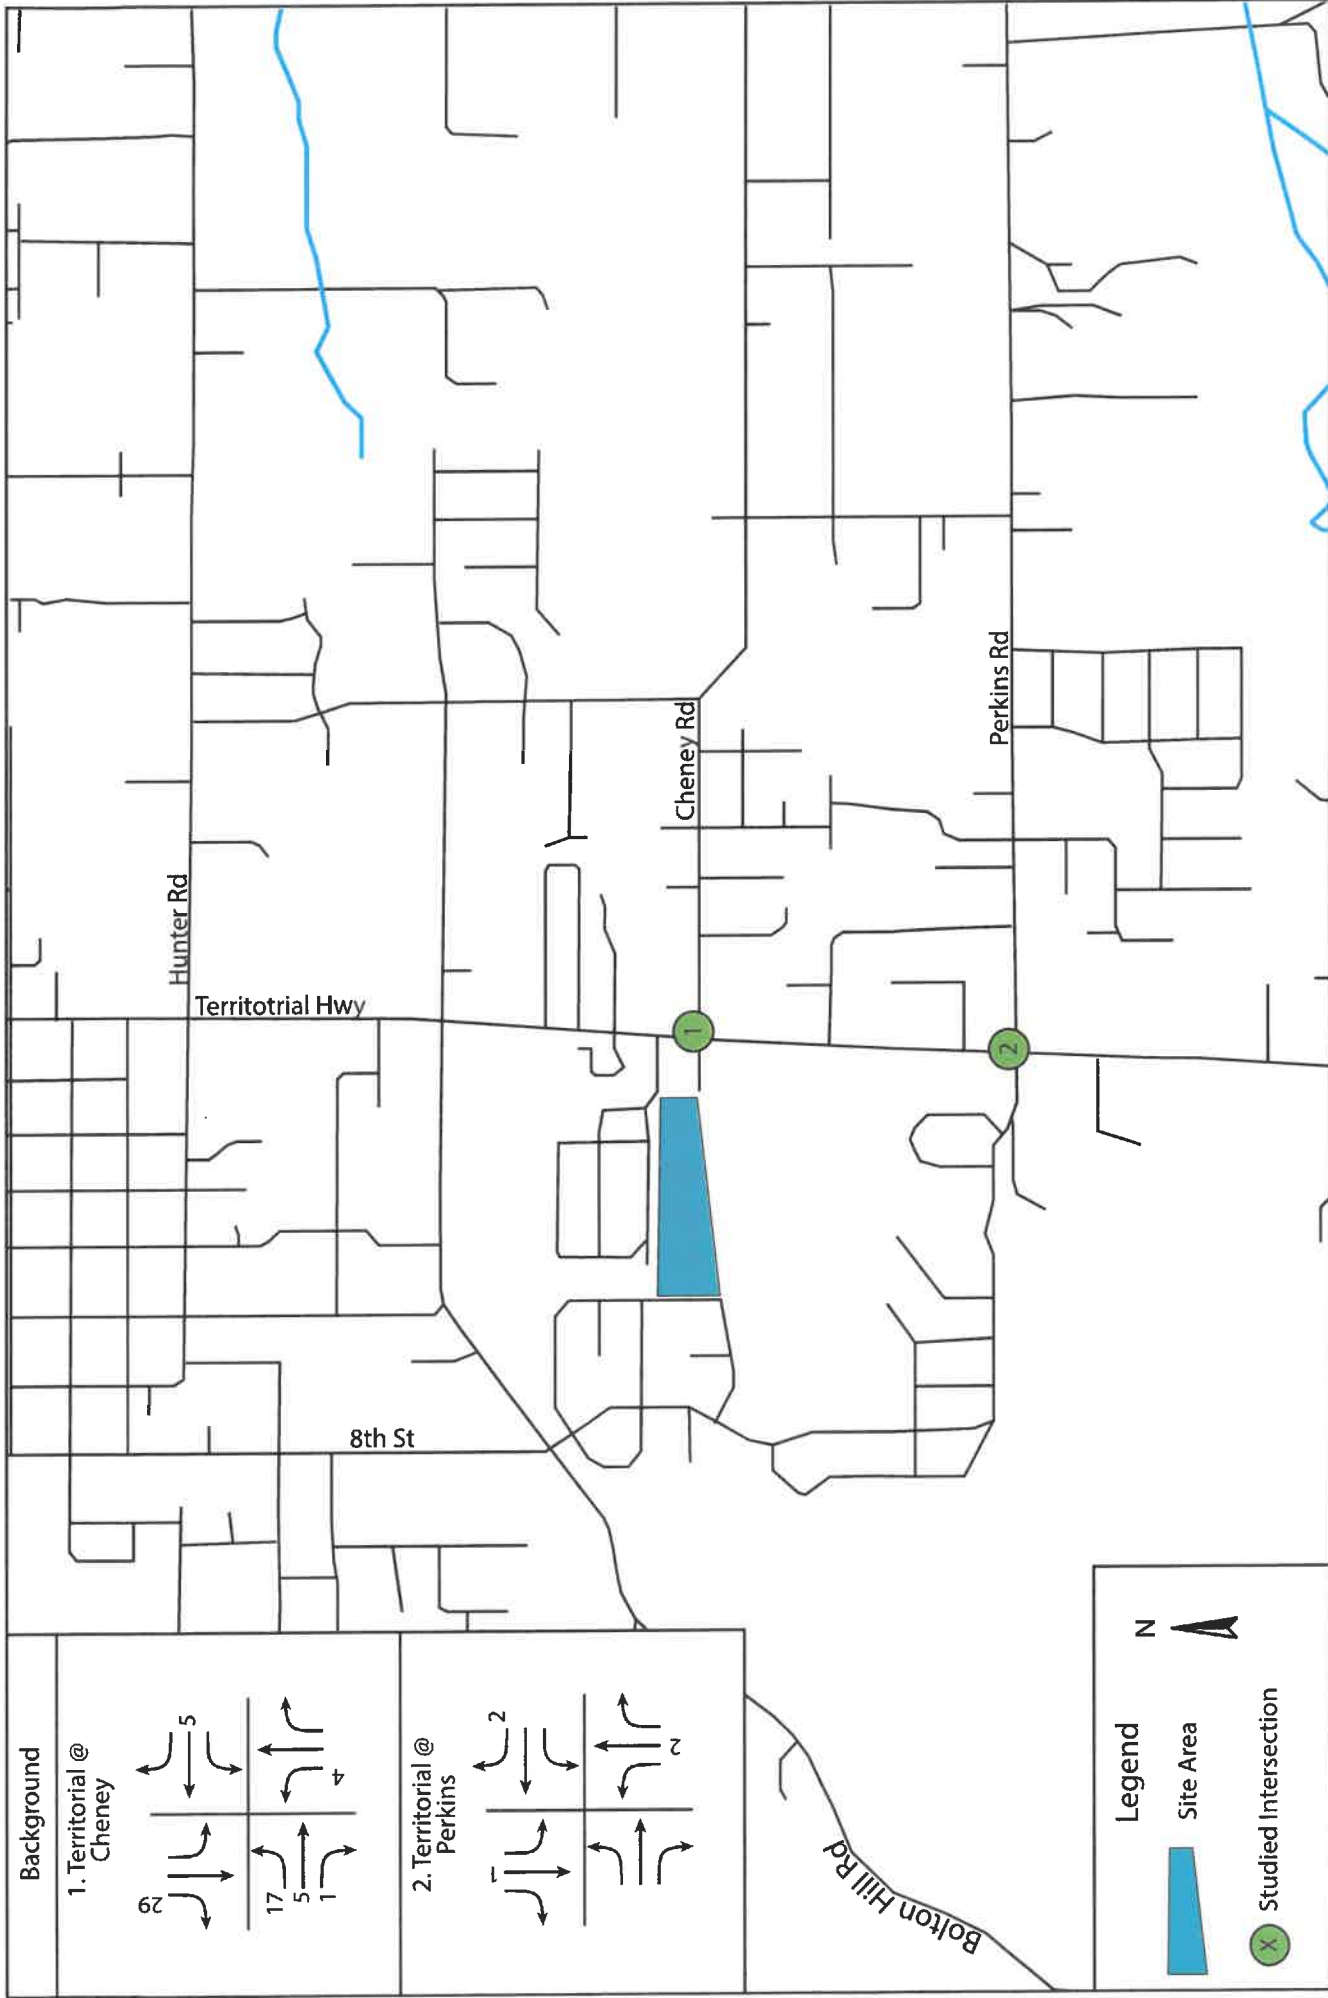 Background
1. Territorial @
Cheney
29
5
17
5
1
4
2. Territorial @
Perkins
1
2
2
Hunter Rd
Territotrial Hwy
8th St
Cheney Rd
1
Perkins Rd
2
Bolton Hill Rd
Legend
N
Site Area
X
Studied Intersection